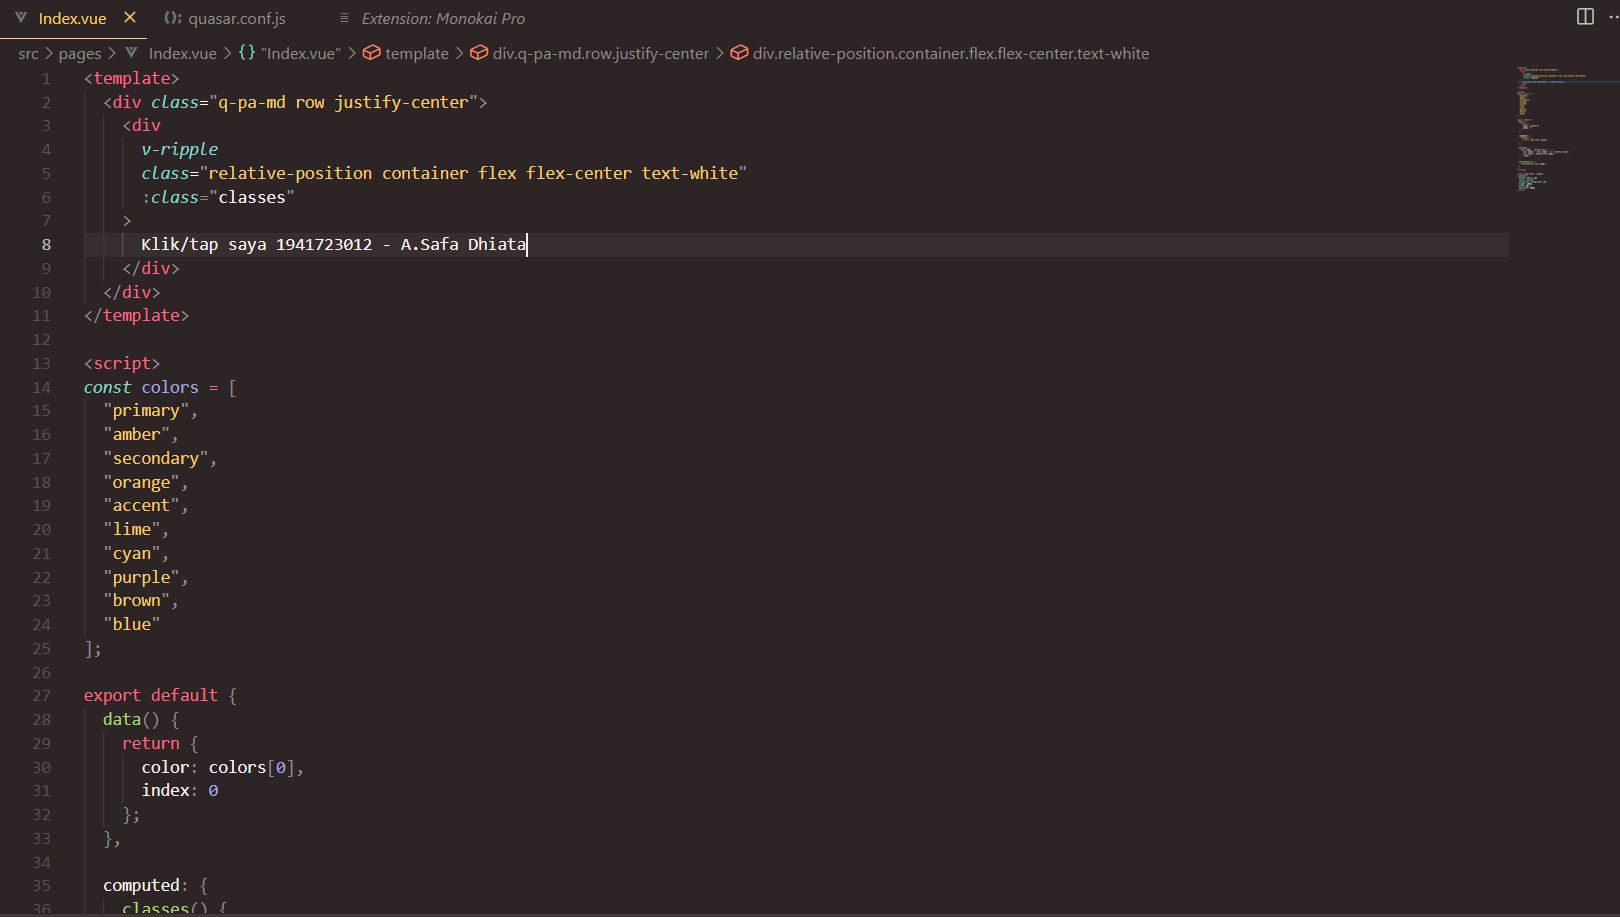 Index.vue
quasar.conf.js
Extension: Monokai Pro
src > pages > Index.vue > {} "Index.vue" > template > div.q-pa-md.row.justify-center > div.relative-position.container.flex.flex-center.text-white
1 <template>
2 <div class="q-pa-md row justify-center">
3 <div
4 v-ripple
5 class="relative-position container flex flex-center text-white"
6 :class="classes"
7 >
8 Klik/tap saya 1941723012 - A.Safa Dhiata
9 </div>
10 </div>
11 </template>
12
13 <script>
14 const colors = [
15 "primary",
16 "amber",
17 "secondary",
18 "orange",
19 "accent",
20 "lime",
21 "cyan",
22 "purple",
23 "brown",
24 "blue"
25 ];
26
27 export default {
28 data() {
29 return {
30 color: colors[0],
31 index: 0
32 };
33 },
34
35 computed: {
36 classes() {